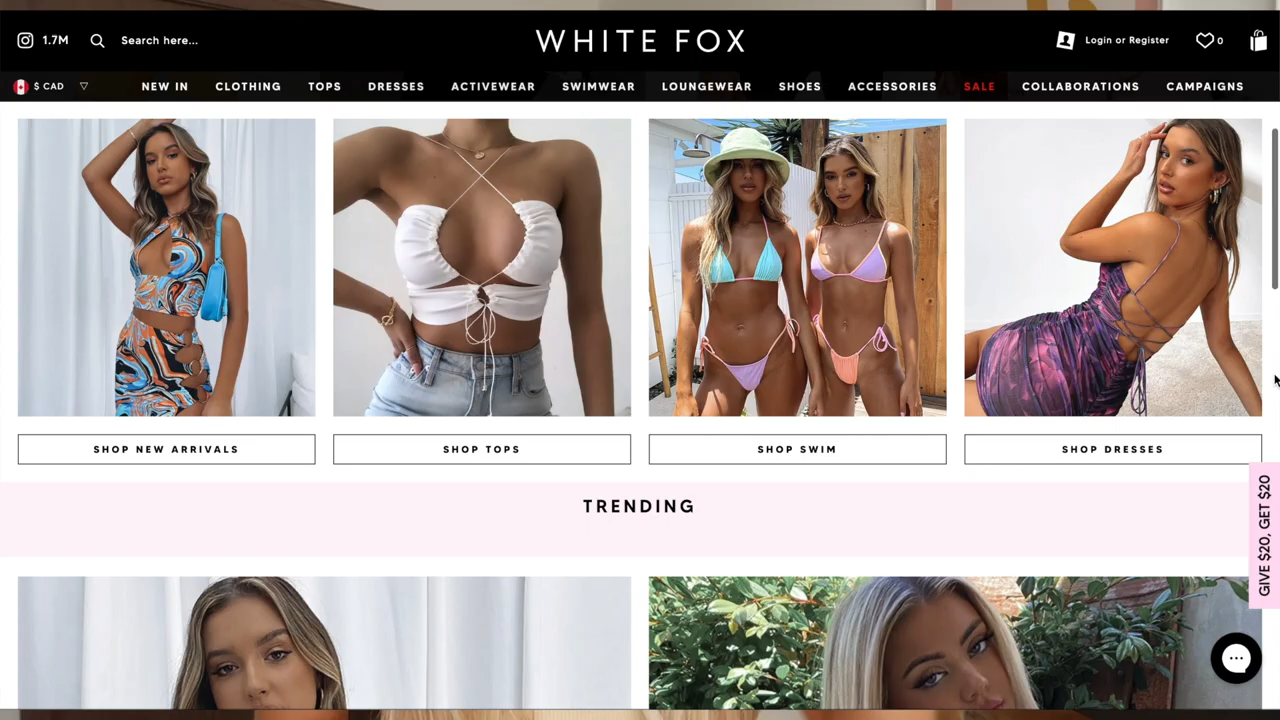 1.7M
Search here...
WHITE FOX
Login or Register
0
$ CAD
NEW IN
CLOTHING
TOPS
DRESSES
ACTIVEWEAR
SWIMWEAR
LOUNGEWEAR
SHOES
ACCESSORIES
SALE
COLLABORATIONS
CAMPAIGNS
SHOP NEW ARRIVALS
SHOP TOPS
SHOP SWIM
SHOP DRESSES
TRENDING
GIVE $20, GET $20